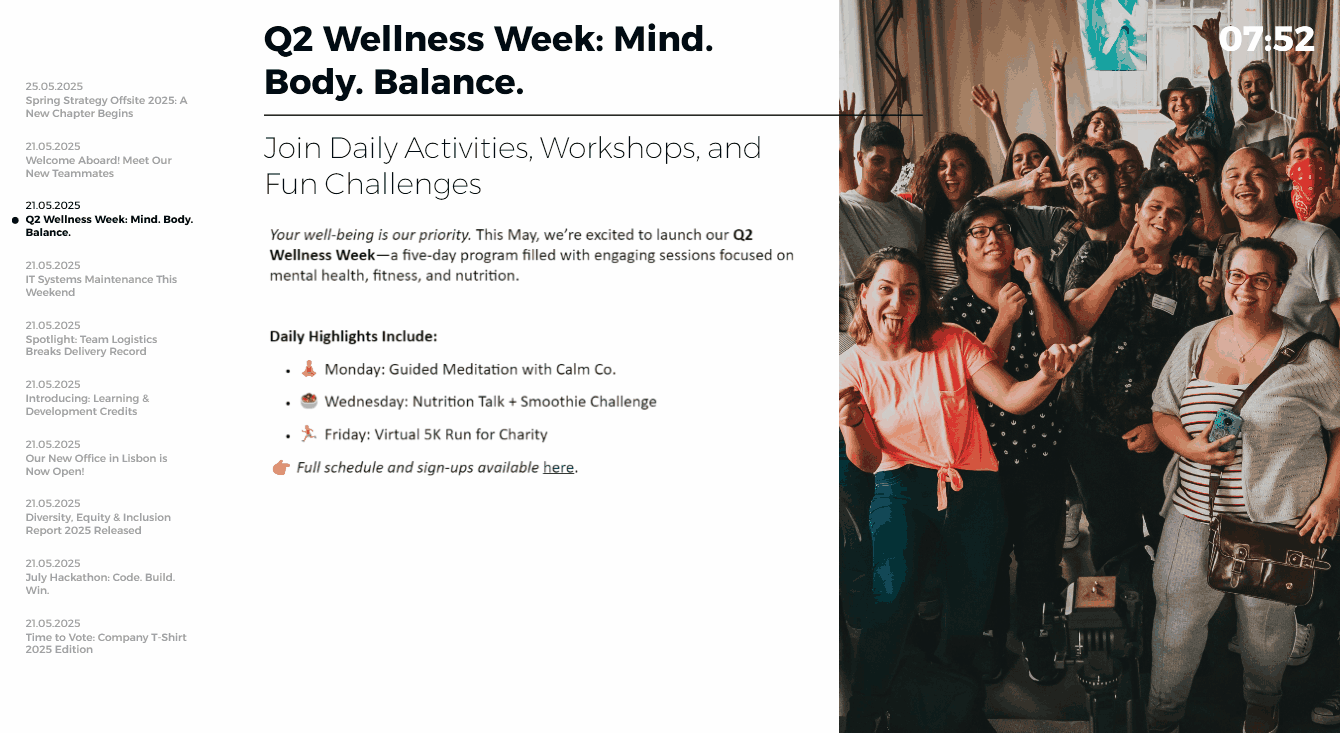 25.05.2025
Spring Strategy Offsite 2025: A
New Chapter Begins
21.05.2025
Welcome Aboard! Meet Our
New Teammates
21.05.2025
Q2 Wellness Week: Mind. Body.
Balance.
21.05.2025
IT Systems Maintenance This
Weekend
21.05.2025
Spotlight: Team Logistics
Breaks Delivery Record
21.05.2025
Introducing: Learning &
Development Credits
21.05.2025
Our New Office in Lisbon is
Now Open!
21.05.2025
Diversity, Equity & Inclusion
Report 2025 Released
21.05.2025
July Hackathon: Code. Build.
Win.
21.05.2025
Time to Vote: Company T-Shirt
2025 Edition
Q2 Wellness Week: Mind.
Body. Balance.
Join Daily Activities, Workshops, and
Fun Challenges
Your well-being is our priority. This May, we’re excited to launch our Q2
Wellness Week—a five-day program filled with engaging sessions focused on
mental health, fitness, and nutrition.
Daily Highlights Include:
• 🧘 Monday: Guided Meditation with Calm Co.
• 🥗 Wednesday: Nutrition Talk + Smoothie Challenge
• 🏃 Friday: Virtual 5K Run for Charity
👉 Full schedule and sign-ups available here.
07:52